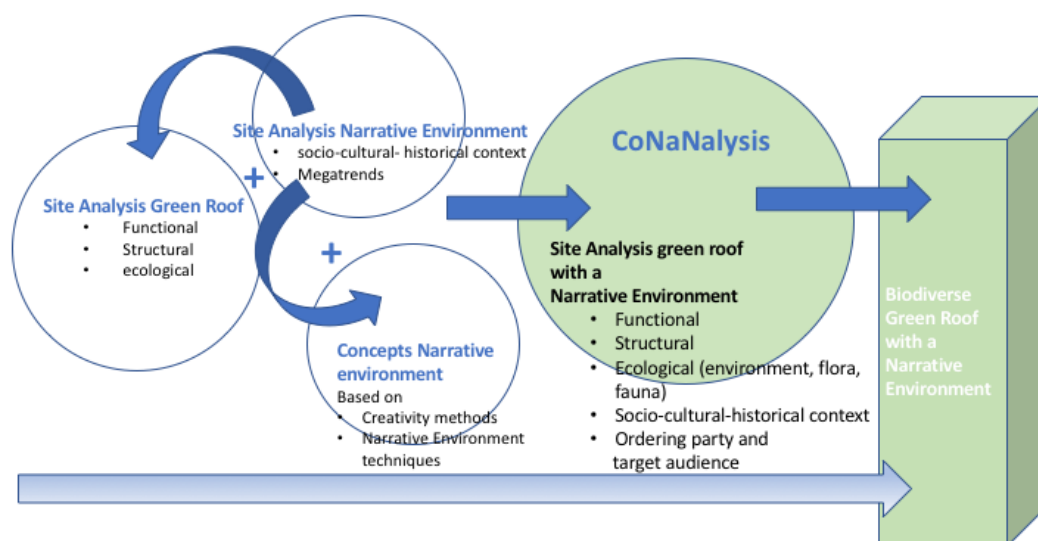 Site Analysis Narrative Environment
• socio-cultural- historical context
• Megatrends
+
Site Analysis Green Roof
• Functional
• Structural
• ecological
+
Concepts Narrative
environment
Based on
• Creativity methods
• Narrative Environment
techniques
CoNaNalysis
Site Analysis green roof
with a
Narrative Environment
• Functional
• Structural
• Ecological (environment, flora,
fauna)
• Socio-cultural-historical context
• Ordering party and
target audience
Biodiverse
Green Roof
with a
Narrative
Environment